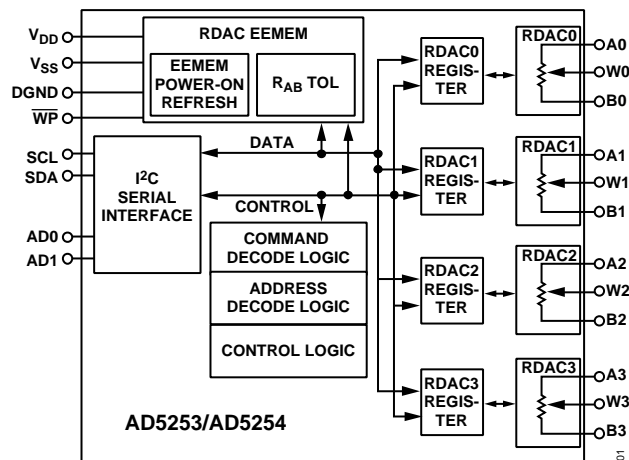 VDD
VSS
DGND
WP
SCL
SDA
AD0
AD1
RDAC EEMEM
EEMEM
POWER-ON
REFRESH
RAB TOL
I2C
SERIAL
INTERFACE
DATA
CONTROL
COMMAND
DECODE LOGIC
ADDRESS
DECODE LOGIC
CONTROL LOGIC
AD5253/AD5254
RDAC0
REGIS-
TER
RDAC0
A0
W0
B0
RDAC1
REGIS-
TER
RDAC1
A1
W1
B1
RDAC2
REGIS-
TER
RDAC2
A2
W2
B2
RDAC3
REGIS-
TER
RDAC3
A3
W3
B3
01